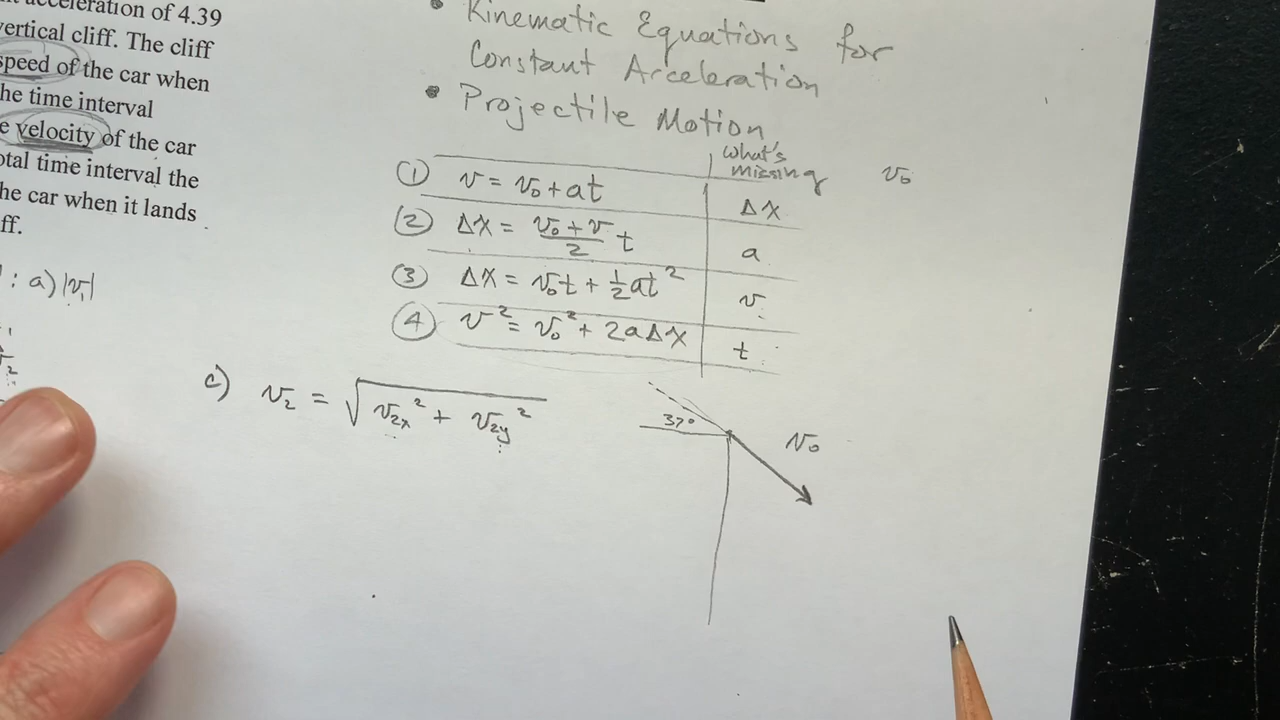 acceleration of 4.39
vertical cliff. The cliff
speed of the car when
he time interval
e velocity of the car
otal time interval the
he car when it lands
ff.
: a) |v₁|
• Kinematic Equations for
Constant Acceleration
• Projectile Motion
what's missing
v₀
① v = v₀ + at Δx
② Δx = (v₀ + v)/2 t a
③ Δx = v₀t + ½at² v
④ v² = v₀² + 2aΔx t
c) v₂ = √(v₂ₓ² + v₂y²)
37°
v₀